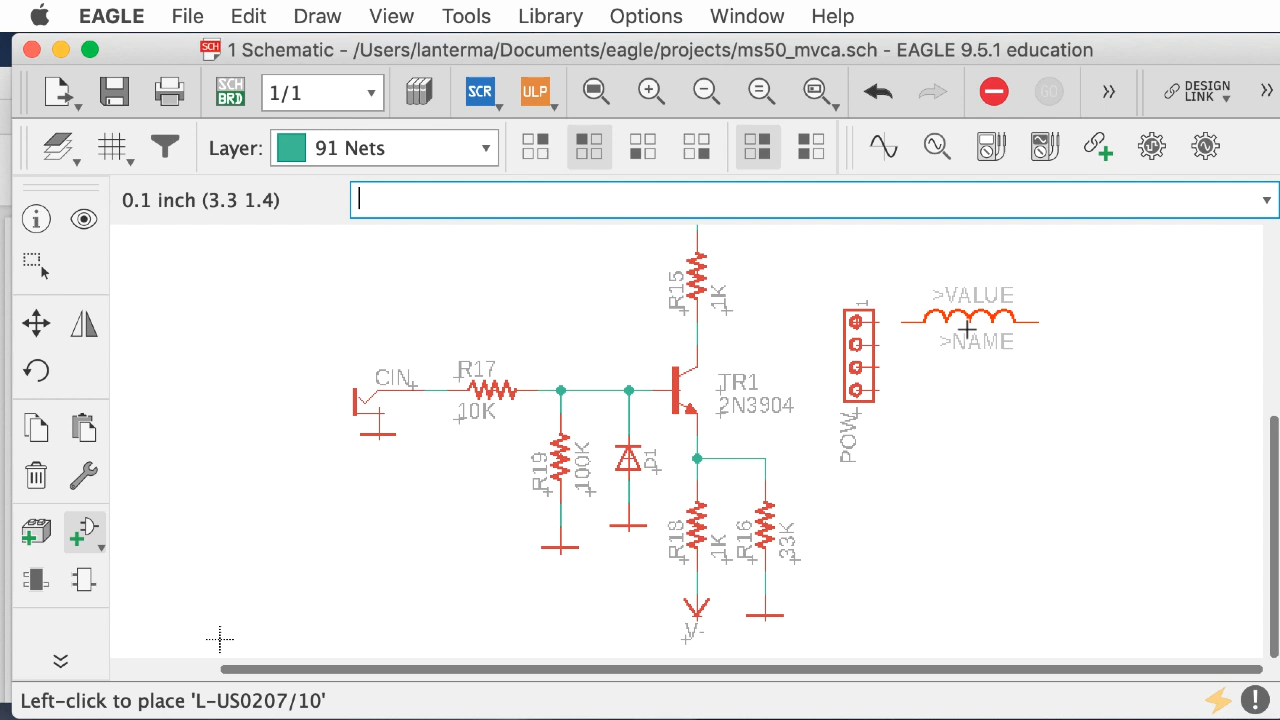 EAGLE File Edit Draw View Tools Library Options Window Help
SCH 1 Schematic - /Users/lanterma/Documents/eagle/projects/ms50_mvca.sch - EAGLE 9.5.1 education
SCH BRD 1/1 SCR ULP DESIGN LINK
Layer: 91 Nets
0.1 inch (3.3 1.4)
R15
1K
1
>VALUE
>NAME
CIN
R17
10K
TR1
2N3904
POW
R19
100K
D1
R18
1K
R16
33K
V-
Left-click to place 'L-US0207/10'